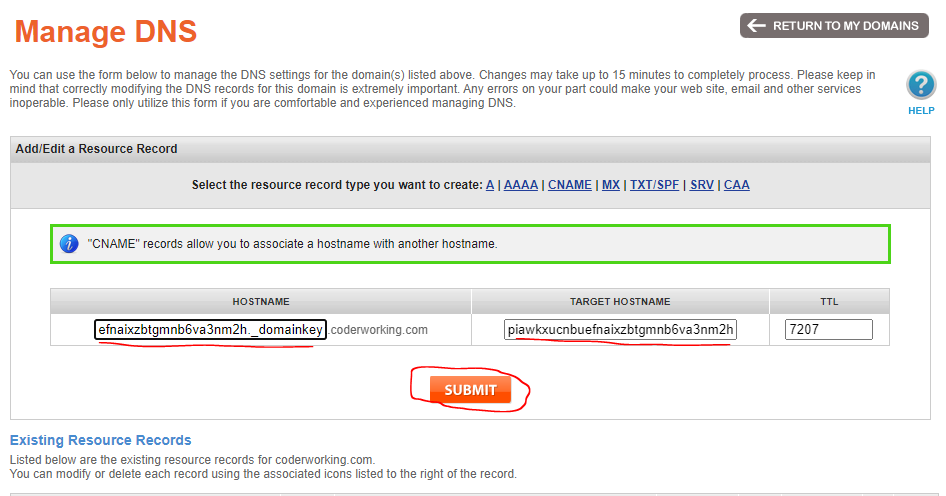 Manage DNS
RETURN TO MY DOMAINS
You can use the form below to manage the DNS settings for the domain(s) listed above. Changes may take up to 15 minutes to completely process. Please keep in
mind that correctly modifying the DNS records for this domain is extremely important. Any errors on your part could make your web site, email and other services
inoperable. Please only utilize this form if you are comfortable and experienced managing DNS.
?
HELP
Add/Edit a Resource Record
Select the resource record type you want to create: A | AAAA | CNAME | MX | TXT/SPF | SRV | CAA
i "CNAME" records allow you to associate a hostname with another hostname.
HOSTNAME TARGET HOSTNAME TTL
efnaixzbtgmnb6va3nm2h._domainkey .coderworking.com piawkxucnbuefnaixzbtgmnb6va3nm2h 7207
SUBMIT
Existing Resource Records
Listed below are the existing resource records for coderworking.com.
You can modify or delete each record using the associated icons listed to the right of the record.